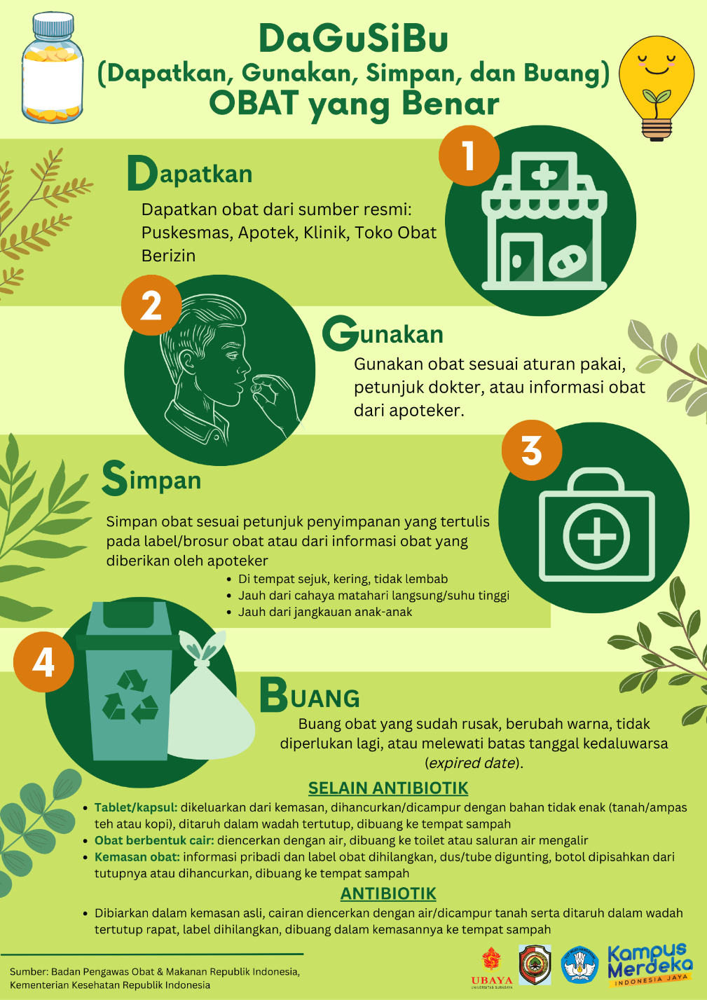 DaGuSiBu
(Dapatkan, Gunakan, Simpan, dan Buang)
OBAT yang Benar
1
Dapatkan
Dapatkan obat dari sumber resmi:
Puskesmas, Apotek, Klinik, Toko Obat
Berizin
2
Gunakan
Gunakan obat sesuai aturan pakai,
petunjuk dokter, atau informasi obat
dari apoteker.
3
Simpan
Simpan obat sesuai petunjuk penyimpanan yang tertulis
pada label/brosur obat atau dari informasi obat yang
diberikan oleh apoteker
• Di tempat sejuk, kering, tidak lembab
• Jauh dari cahaya matahari langsung/suhu tinggi
• Jauh dari jangkauan anak-anak
4
BUANG
Buang obat yang sudah rusak, berubah warna, tidak
diperlukan lagi, atau melewati batas tanggal kedaluwarsa
(expired date).
SELAIN ANTIBIOTIK
• Tablet/kapsul: dikeluarkan dari kemasan, dihancurkan/dicampur dengan bahan tidak enak (tanah/ampas
teh atau kopi), ditaruh dalam wadah tertutup, dibuang ke tempat sampah
• Obat berbentuk cair: diencerkan dengan air, dibuang ke toilet atau saluran air mengalir
• Kemasan obat: informasi pribadi dan label obat dihilangkan, dus/tube digunting, botol dipisahkan dari
tutupnya atau dihancurkan, dibuang ke tempat sampah
ANTIBIOTIK
• Dibiarkan dalam kemasan asli, cairan diencerkan dengan air/dicampur tanah serta ditaruh dalam wadah
tertutup rapat, label dihilangkan, dibuang dalam kemasannya ke tempat sampah
Sumber: Badan Pengawas Obat & Makanan Republik Indonesia,
Kementerian Kesehatan Republik Indonesia
UBAYA
UNIVERSITAS SURABAYA
TUT WURI HANDAYANI
Kampus
Merdeka
INDONESIA JAYA